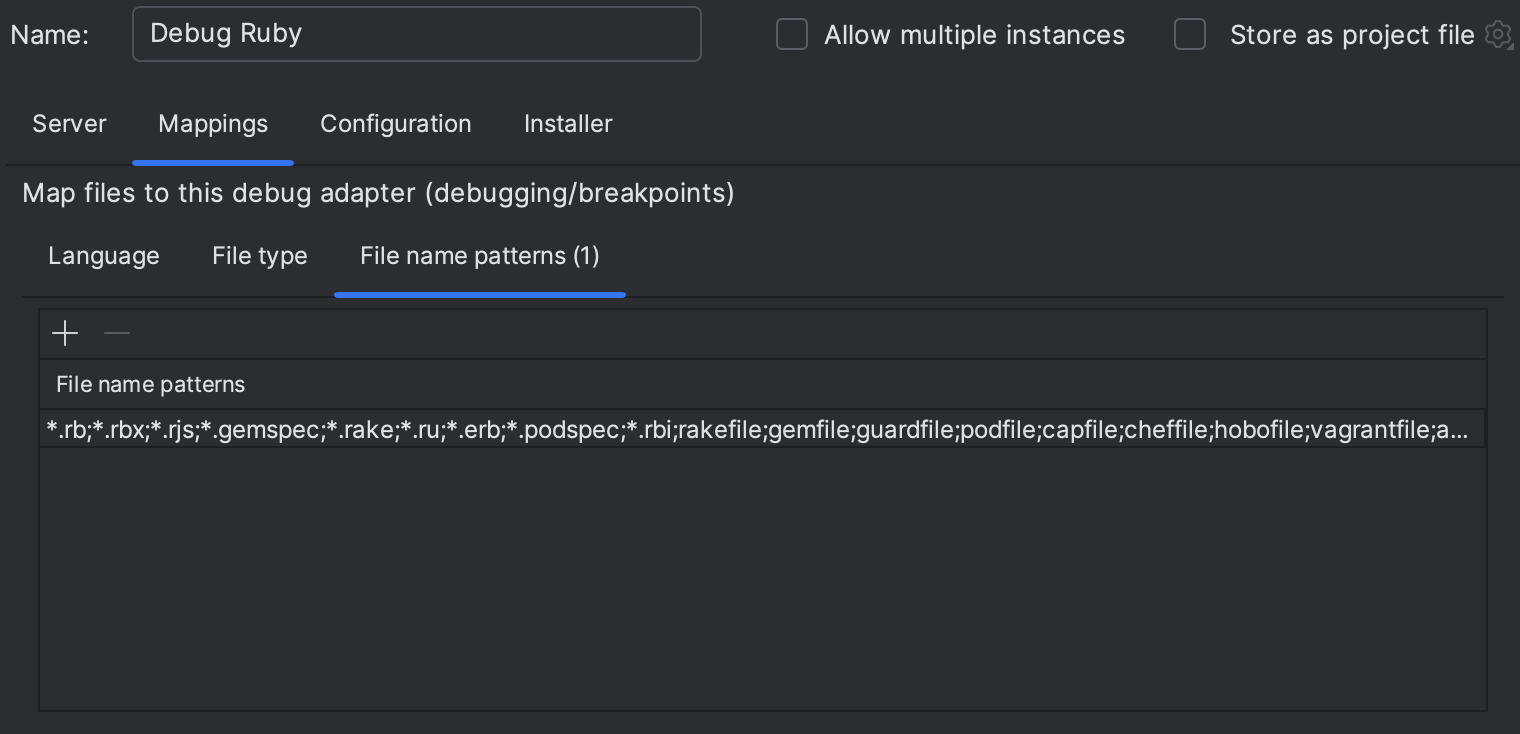 Name: Debug Ruby Allow multiple instances Store as project file
Server Mappings Configuration Installer
Map files to this debug adapter (debugging/breakpoints)
Language File type File name patterns (1)
File name patterns
*.rb;*.rbx;*.rjs;*.gemspec;*.rake;*.ru;*.erb;*.podspec;*.rbi;rakefile;gemfile;guardfile;podfile;capfile;cheffile;hobofile;vagrantfile;a...